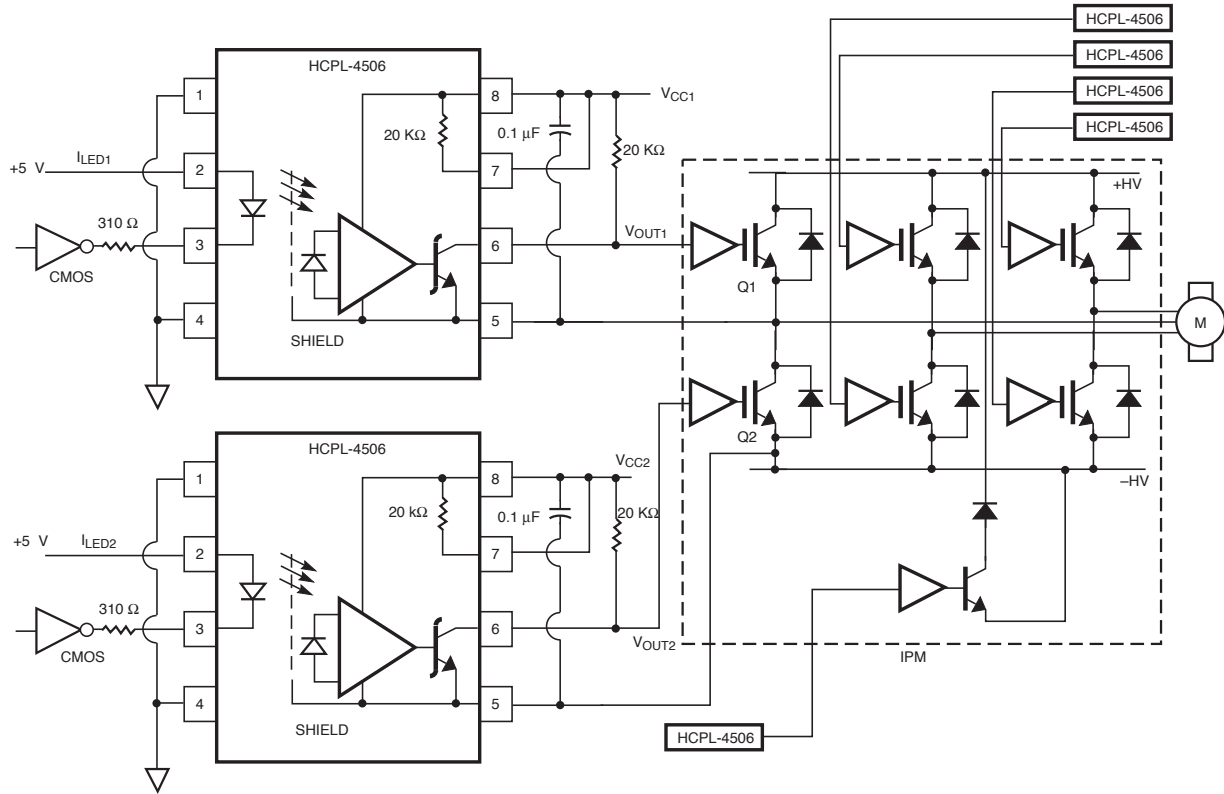 HCPL-4506
HCPL-4506
HCPL-4506
HCPL-4506
HCPL-4506
1
8
VCC1
20 KΩ
0.1 µF
20 KΩ
+5 V
ILED1
2
7
+HV
310 Ω
3
6
VOUT1
CMOS
Q1
4
5
SHIELD
M
HCPL-4506
Q2
1
8
VCC2
–HV
20 kΩ
0.1 µF
20 KΩ
+5 V
ILED2
2
7
310 Ω
3
6
CMOS
VOUT2
IPM
4
5
SHIELD
HCPL-4506